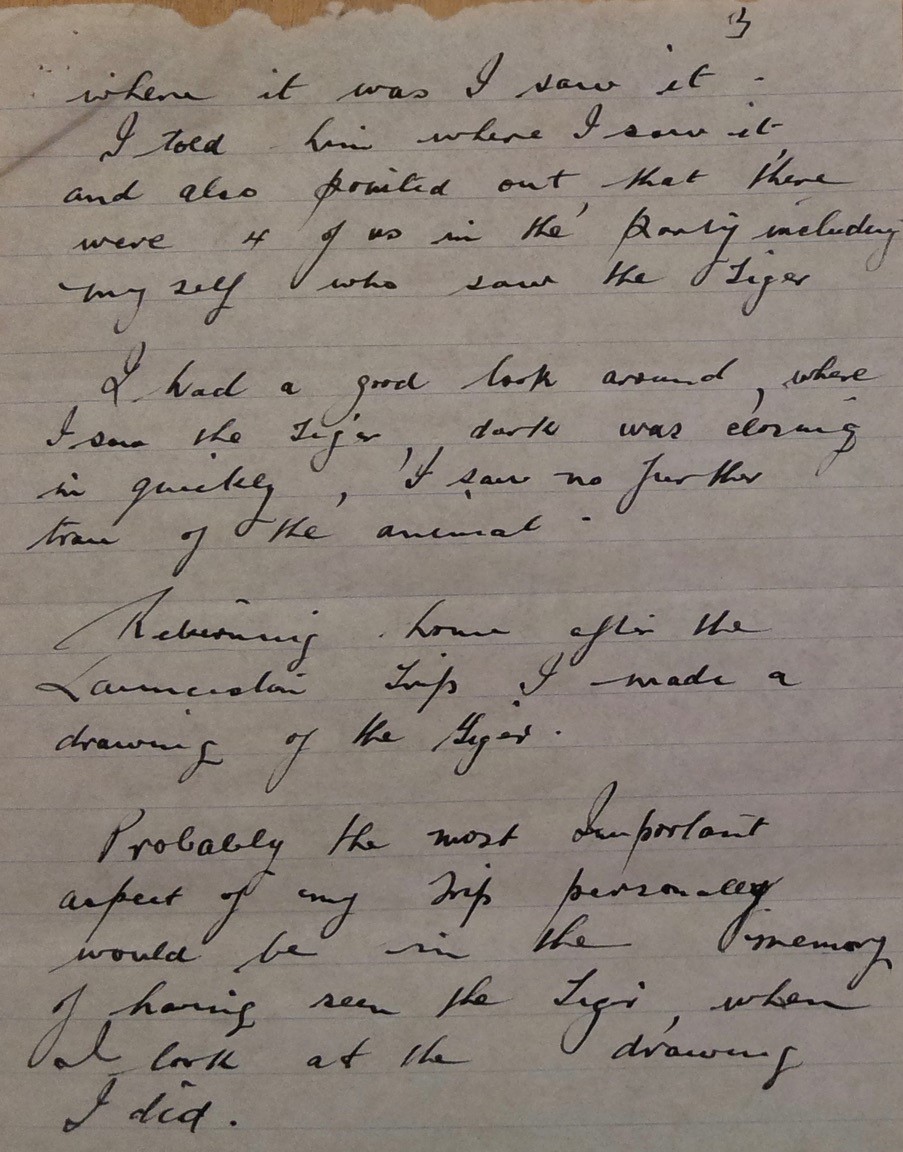 3
where it was I saw it -
I told him where I saw it,
and also pointed out, that there
were 4 of us in the party including
my self who saw the Tiger
I had a good look around, where
I saw the Tiger, dark was closing
in quickly, I saw no further
trace of the animal -
Returning home after the
Launceston Trip I made a
drawing of the Tiger.
Probably the most Important
aspect of my Trip personally
would be in the memory
of having seen the Tiger, when
I look at the drawing
I did.